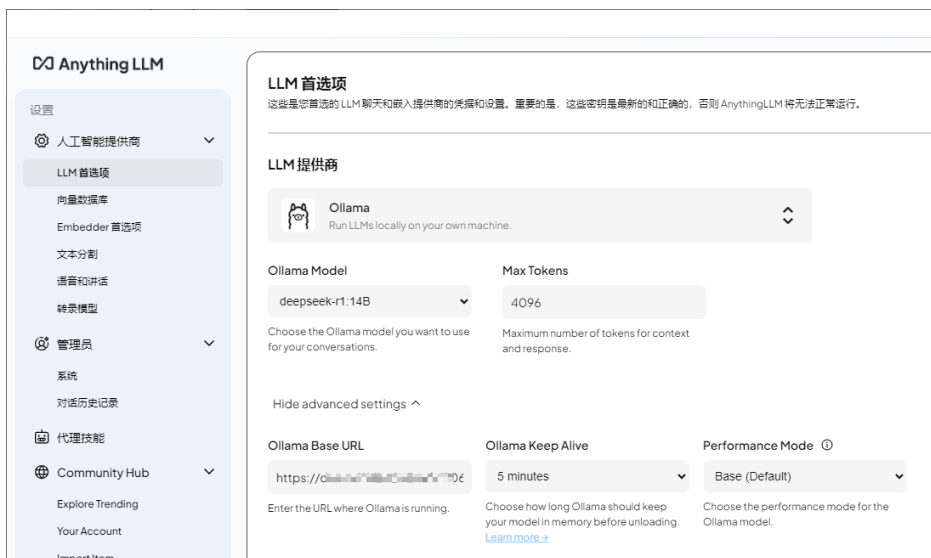 Anything LLM
设置
人工智能提供商
LLM 首选项
向量数据库
Embedder 首选项
文本分割
语音和讲话
转录模型
管理员
系统
对话历史记录
代理技能
Community Hub
Explore Trending
Your Account
Import Item
LLM 首选项
这些是您首选的 LLM 聊天和嵌入提供商的凭据和设置。重要的是，这些密钥是最新的和正确的，否则 AnythingLLM 将无法正常运行。
LLM 提供商
Ollama
Run LLMs locally on your own machine.
Ollama Model
Max Tokens
deepseek-r1:14B
4096
Choose the Ollama model you want to use
for your conversations.
Maximum number of tokens for context
and response.
Hide advanced settings
Ollama Base URL
Ollama Keep Alive
Performance Mode
https://
5 minutes
Base (Default)
Enter the URL where Ollama is running.
Choose how long Ollama should keep
your model in memory before unloading.
Learn more →
Choose the performance mode for the
Ollama model.